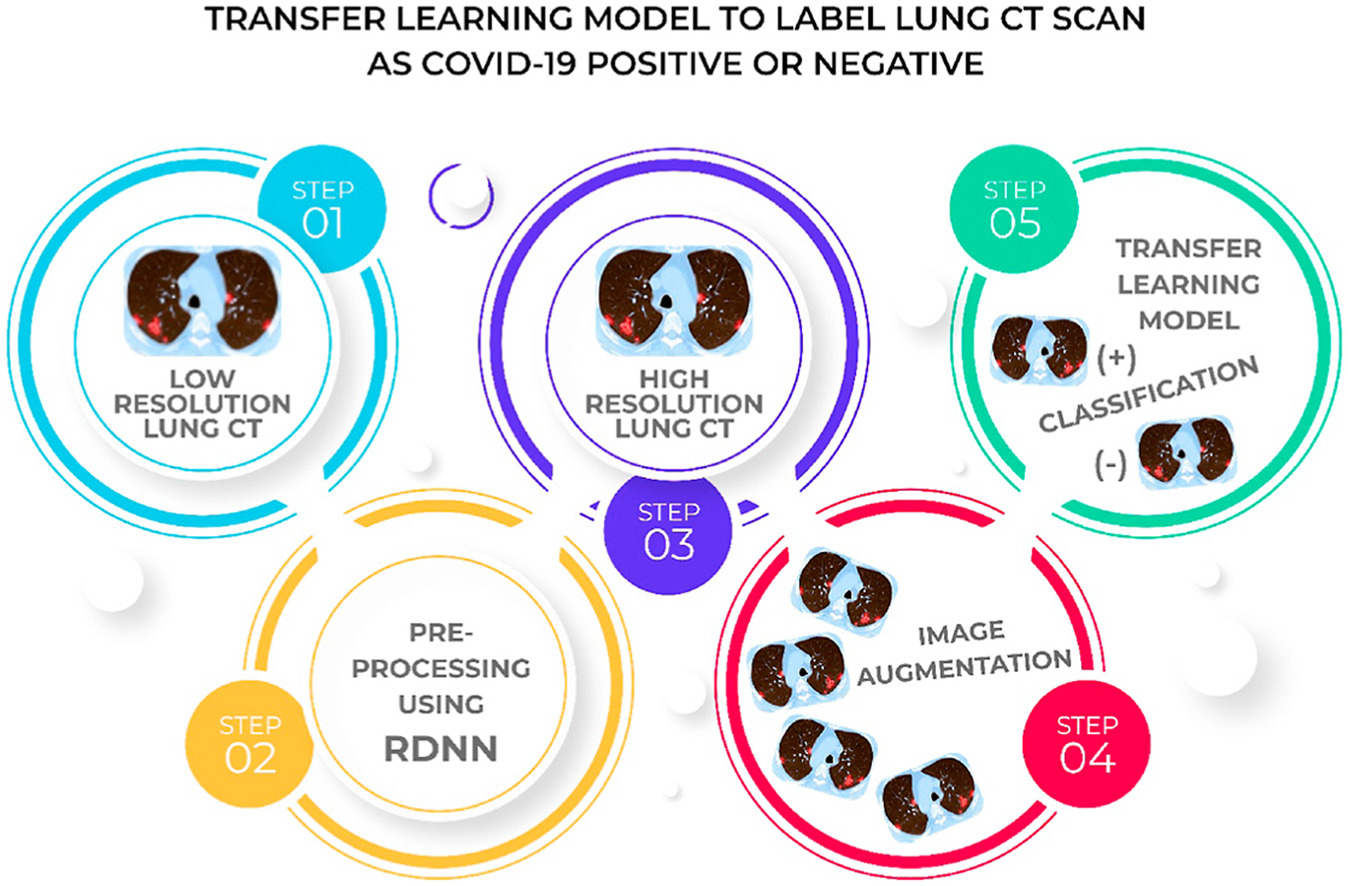 TRANSFER LEARNING MODEL TO LABEL LUNG CT SCAN
AS COVID-19 POSITIVE OR NEGATIVE
STEP
01
LOW
RESOLUTION
LUNG CT
STEP
02
PRE-
PROCESSING
USING
RDNN
HIGH
RESOLUTION
LUNG CT
STEP
03
IMAGE
AUGMENTATION
STEP
04
STEP
05
TRANSFER
LEARNING
MODEL
(+)
CLASSIFICATION
(-)